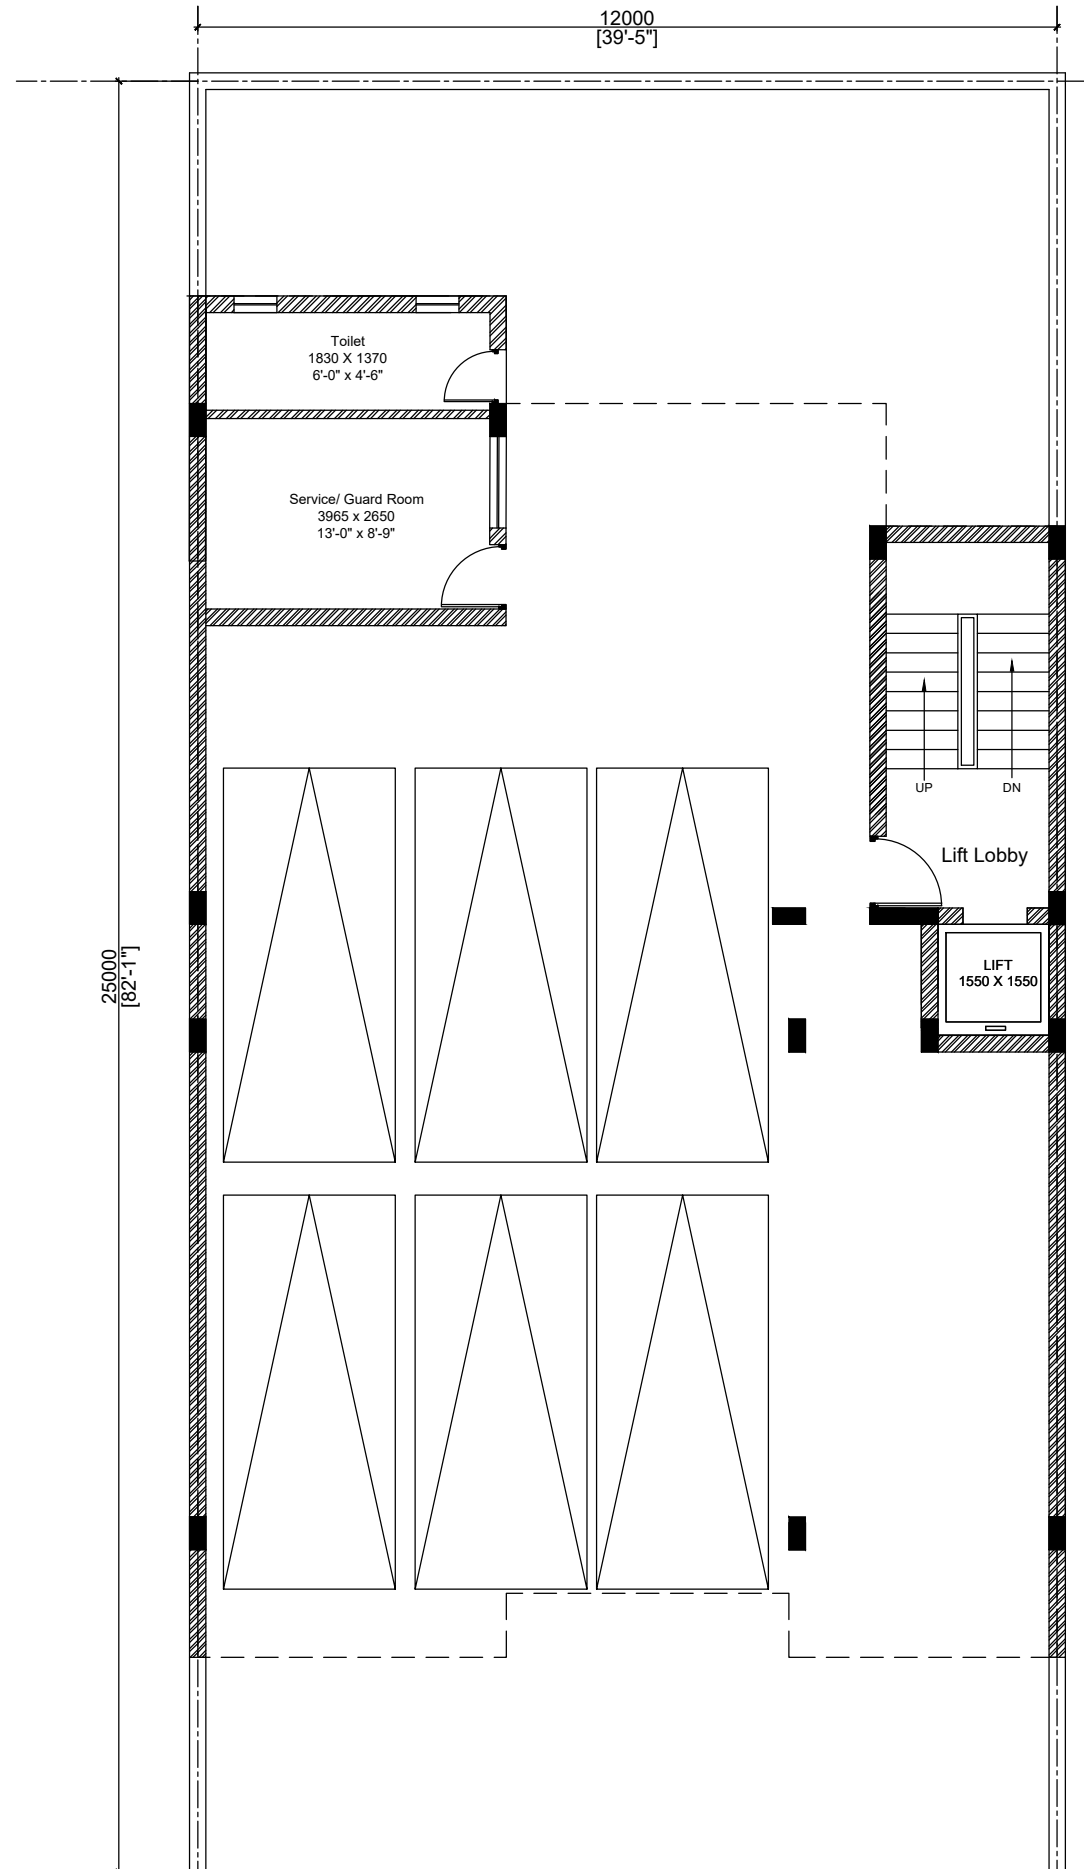 12000
[39'-5"]
Toilet
1830 X 1370
6'-0" x 4'-6"
Service/ Guard Room
3965 x 2650
13'-0" x 8'-9"
UP
DN
Lift Lobby
LIFT
1550 X 1550
25000
[82'-1"]